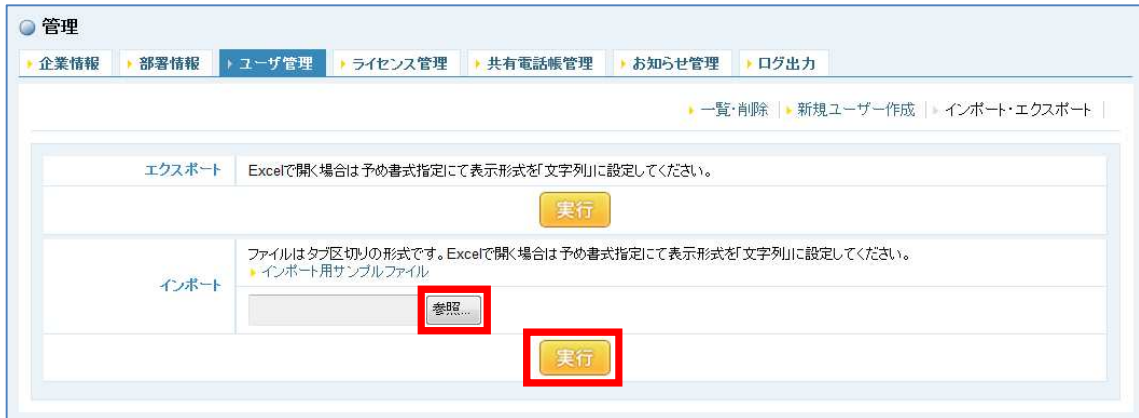 管理
企業情報 部署情報 ユーザ管理 ライセンス管理 共有電話帳管理 お知らせ管理 ログ出力
一覧・削除 | 新規ユーザー作成 | インポート・エクスポート |
エクスポート Excelで開く場合は予め書式指定にて表示形式を「文字列」に設定してください。
実行
ファイルはタブ区切りの形式です。Excelで開く場合は予め書式指定にて表示形式を「文字列」に設定してください。
インポート用サンプルファイル
インポート
参照...
実行